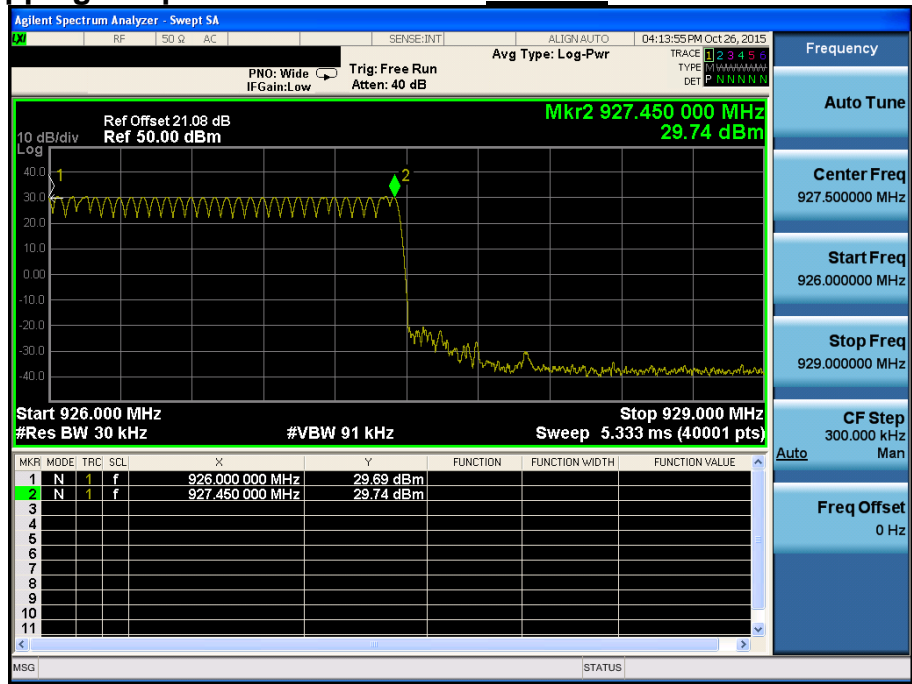 Agilent Spectrum Analyzer - Swept SA
LXI RF 50 Ω AC SENSE:INT ALIGN AUTO 04:13:55 PM Oct 26, 2015
Avg Type: Log-Pwr
TRACE 1 2 3 4 5 6
TYPE M W W W W W
DET P N N N N N
PNO: Wide
IFGain:Low
Trig: Free Run
Atten: 40 dB
Mkr2 927.450 000 MHz
29.74 dBm
Ref Offset 21.08 dB
10 dB/div Ref 50.00 dBm
Log
40.0
30.0
20.0
10.0
0.00
-10.0
-20.0
-30.0
-40.0
1
2
Start 926.000 MHz Stop 929.000 MHz
#Res BW 30 kHz #VBW 91 kHz Sweep 5.333 ms (40001 pts)
MKR MODE TRC SCL X Y FUNCTION FUNCTION WIDTH FUNCTION VALUE
1 N 1 f 926.000 000 MHz 29.69 dBm
2 N 1 f 927.450 000 MHz 29.74 dBm
3
4
5
6
7
8
9
10
11
MSG STATUS
Frequency
Auto Tune
Center Freq
927.500000 MHz
Start Freq
926.000000 MHz
Stop Freq
929.000000 MHz
CF Step
300.000 kHz
Auto Man
Freq Offset
0 Hz